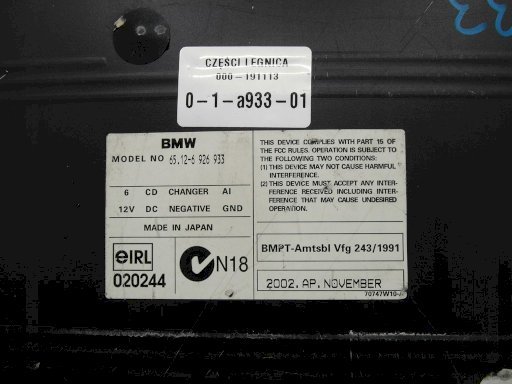 33
CZĘŚCI LEGNICA
000-191113
0-1-a933-01
BMW
MODEL NO 65.12-6 926 933
6 CD CHANGER AI
12V DC NEGATIVE GND
MADE IN JAPAN
eIRL
020244
N18
THIS DEVICE COMPLIES WITH PART 15 OF
THE FCC RULES. OPERATION IS SUBJECT TO
THE FOLLOWING TWO CONDITIONS:
(1) THIS DEVICE MAY NOT CAUSE HARMFUL
INTERFERENCE.
(2) THIS DEVICE MUST ACCEPT ANY INTER-
FERENCE RECEIVED INCLUDING INTER-
FERENCE THAT MAY CAUSE UNDESIRED
OPERATION.
BMPT-Amtsbl Vfg 243/1991
2002.AP.NOVEMBER
70747W10-A